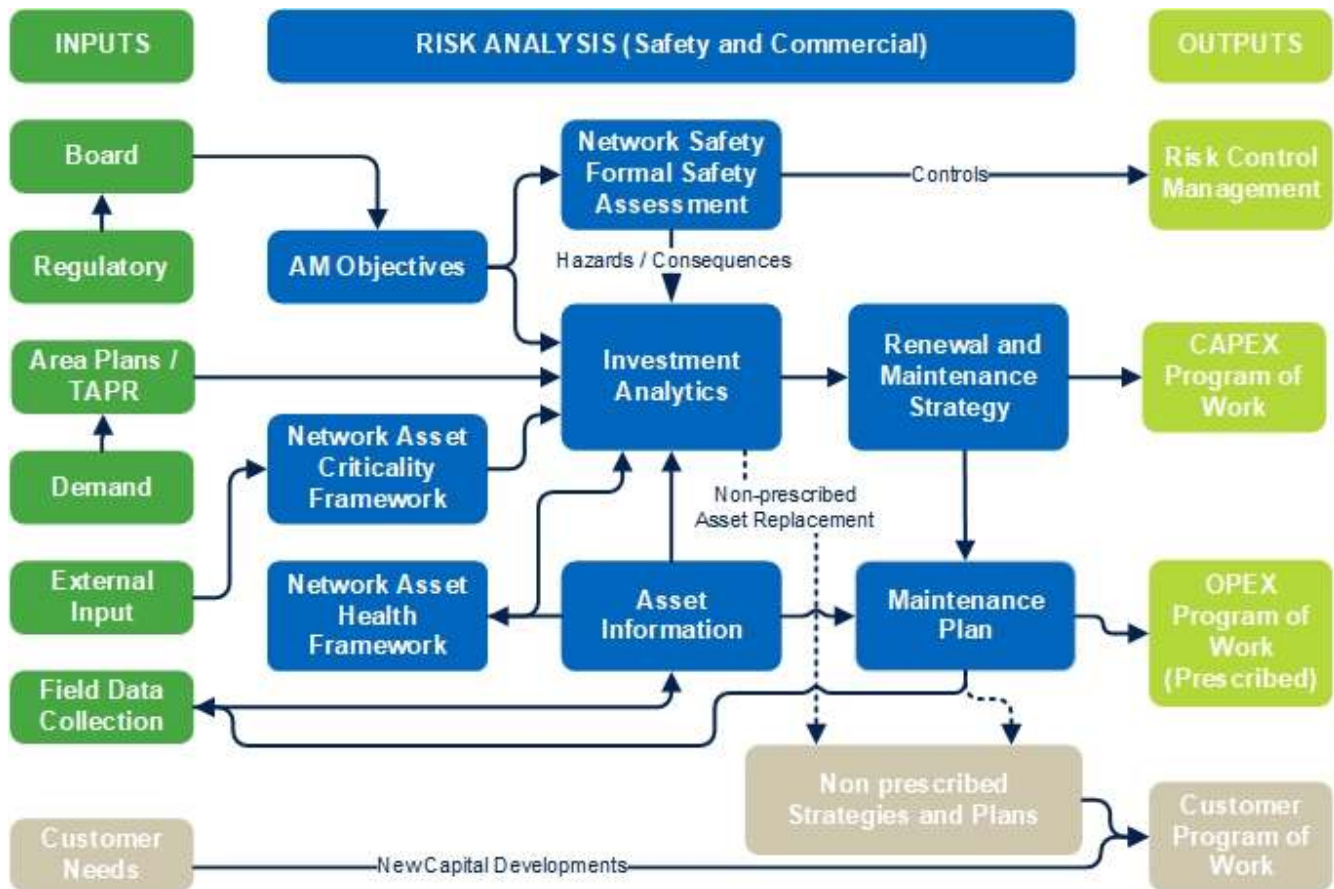 INPUTS
RISK ANALYSIS (Safety and Commercial)
OUTPUTS
Board
Network Safety
Formal Safety
Assessment
Controls
Risk Control
Management
Regulatory
AM Objectives
Hazards / Consequences
Area Plans /
TAPR
Investment
Analytics
Renewal and
Maintenance
Strategy
CAPEX
Program of
Work
Demand
Network Asset
Criticality
Framework
Non-prescribed
Asset Replacement
External
Input
Network Asset
Health
Framework
Asset
Information
Maintenance
Plan
OPEX
Program of
Work
(Prescribed)
Field Data
Collection
Non prescribed
Strategies and Plans
Customer
Needs
New Capital Developments
Customer
Program of
Work